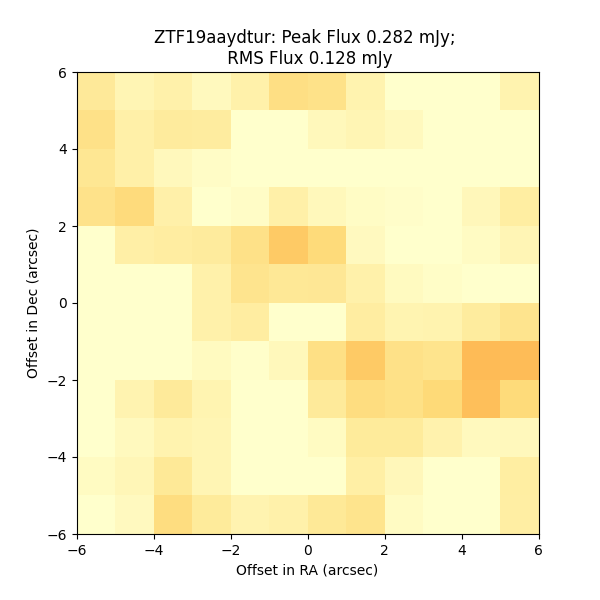 ZTF19aaydtur: Peak Flux 0.282 mJy;
RMS Flux 0.128 mJy
6
4
2
0
−2
−4
−6
Offset in Dec (arcsec)
−6 −4 −2 0 2 4 6
Offset in RA (arcsec)